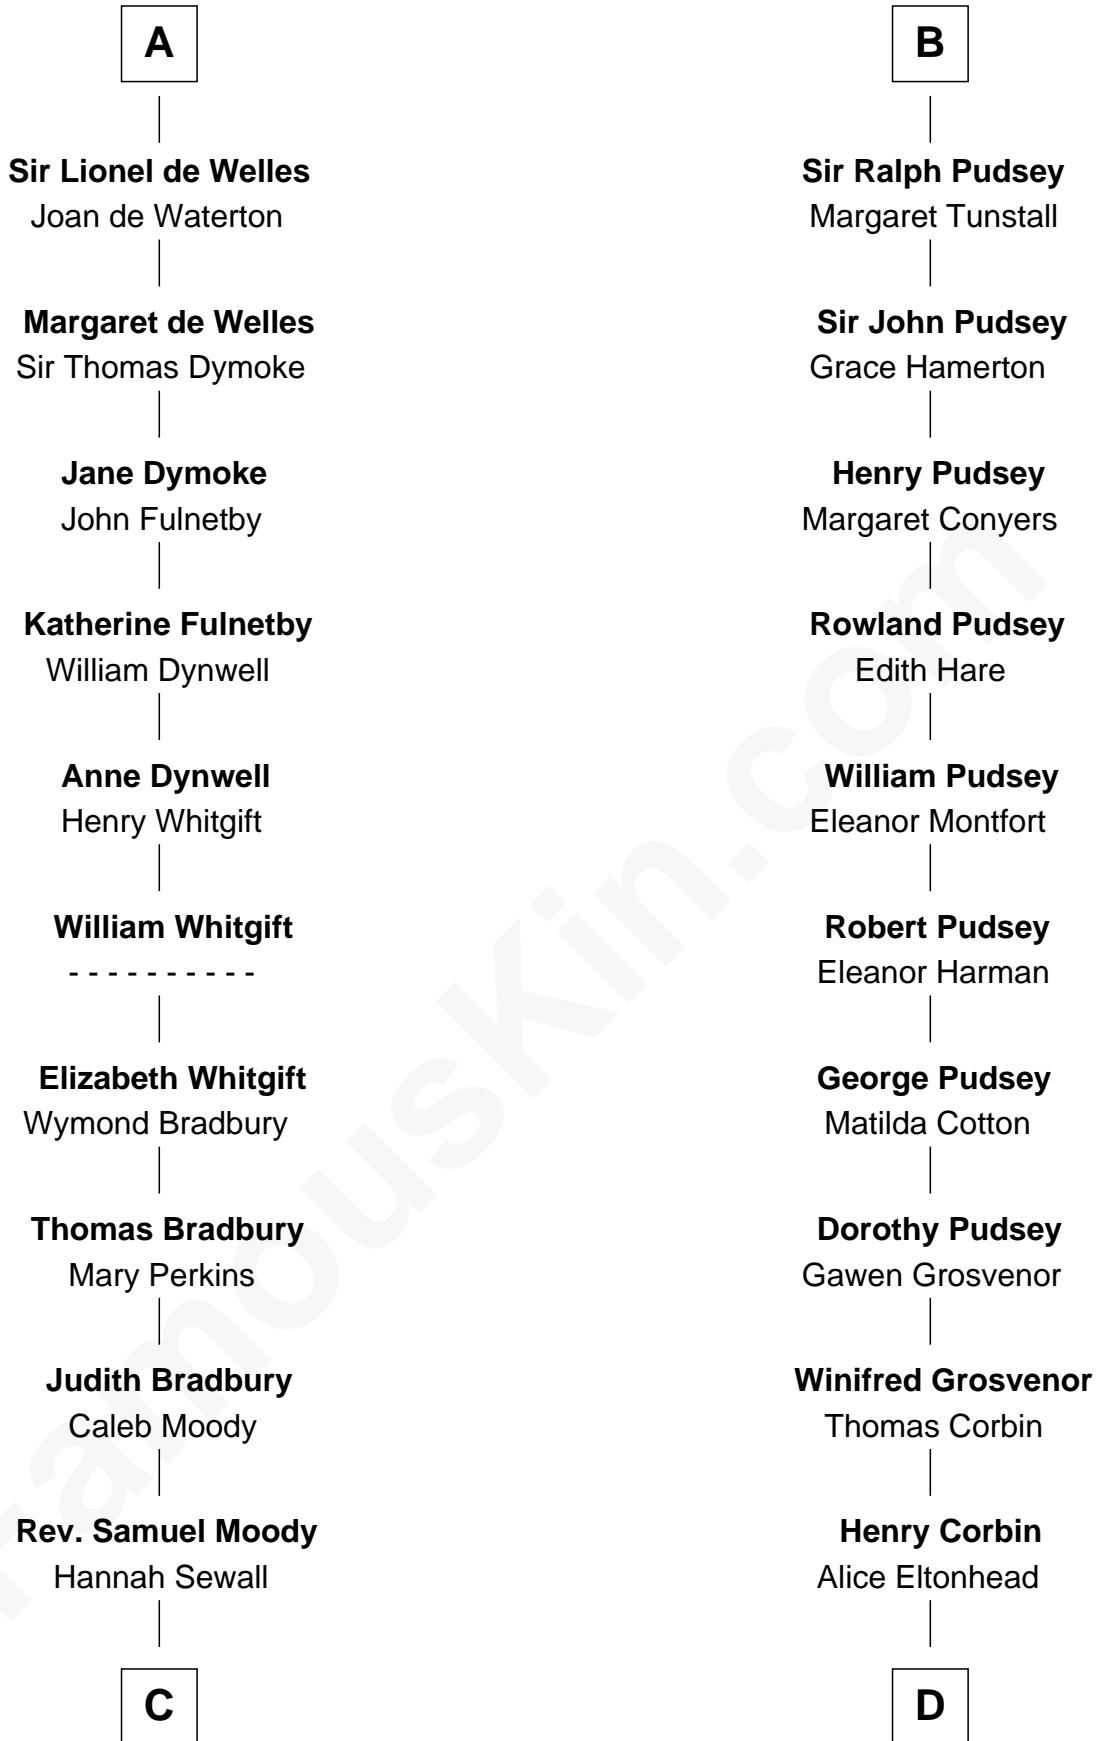 A
Sir Lionel de Welles
Joan de Waterton
Margaret de Welles
Sir Thomas Dymoke
Jane Dymoke
John Fulnetby
Katherine Fulnetby
William Dynwell
Anne Dynwell
Henry Whitgift
William Whitgift
- - - - - - - - - -
Elizabeth Whitgift
Wymond Bradbury
Thomas Bradbury
Mary Perkins
Judith Bradbury
Caleb Moody
Rev. Samuel Moody
Hannah Sewall
C
B
Sir Ralph Pudsey
Margaret Tunstall
Sir John Pudsey
Grace Hamerton
Henry Pudsey
Margaret Conyers
Rowland Pudsey
Edith Hare
William Pudsey
Eleanor Montfort
Robert Pudsey
Eleanor Harman
George Pudsey
Matilda Cotton
Dorothy Pudsey
Gawen Grosvenor
Winifred Grosvenor
Thomas Corbin
Henry Corbin
Alice Eltonhead
D
FamousKin.com